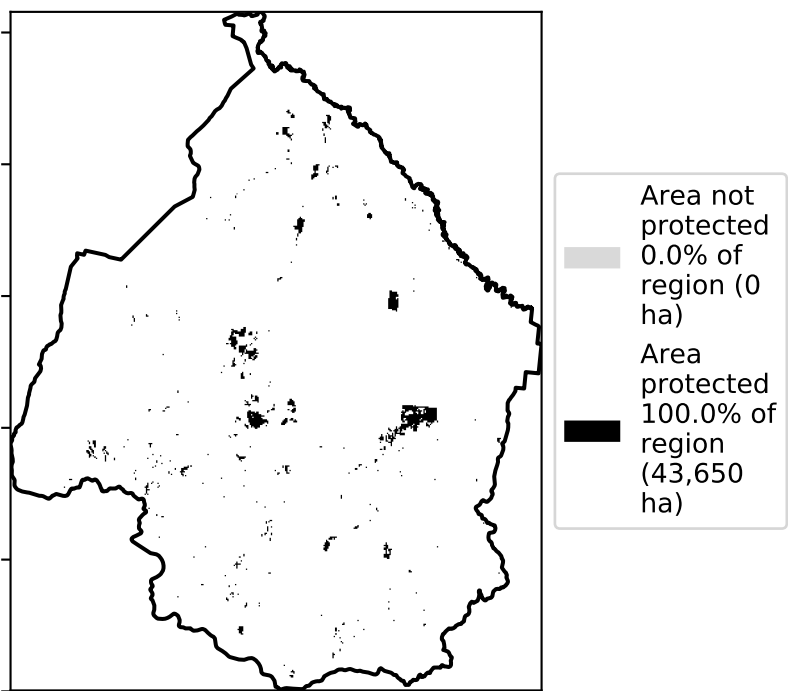 Area not
protected
0.0% of
region (0
ha)
Area
protected
100.0% of
region
(43,650
ha)